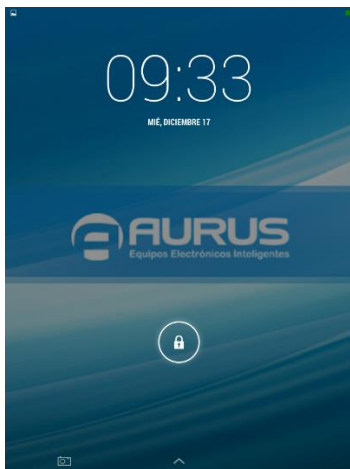 09:33
MIÉ, DICIEMBRE 17
AURUS
Equipos Electrónicos Inteligentes